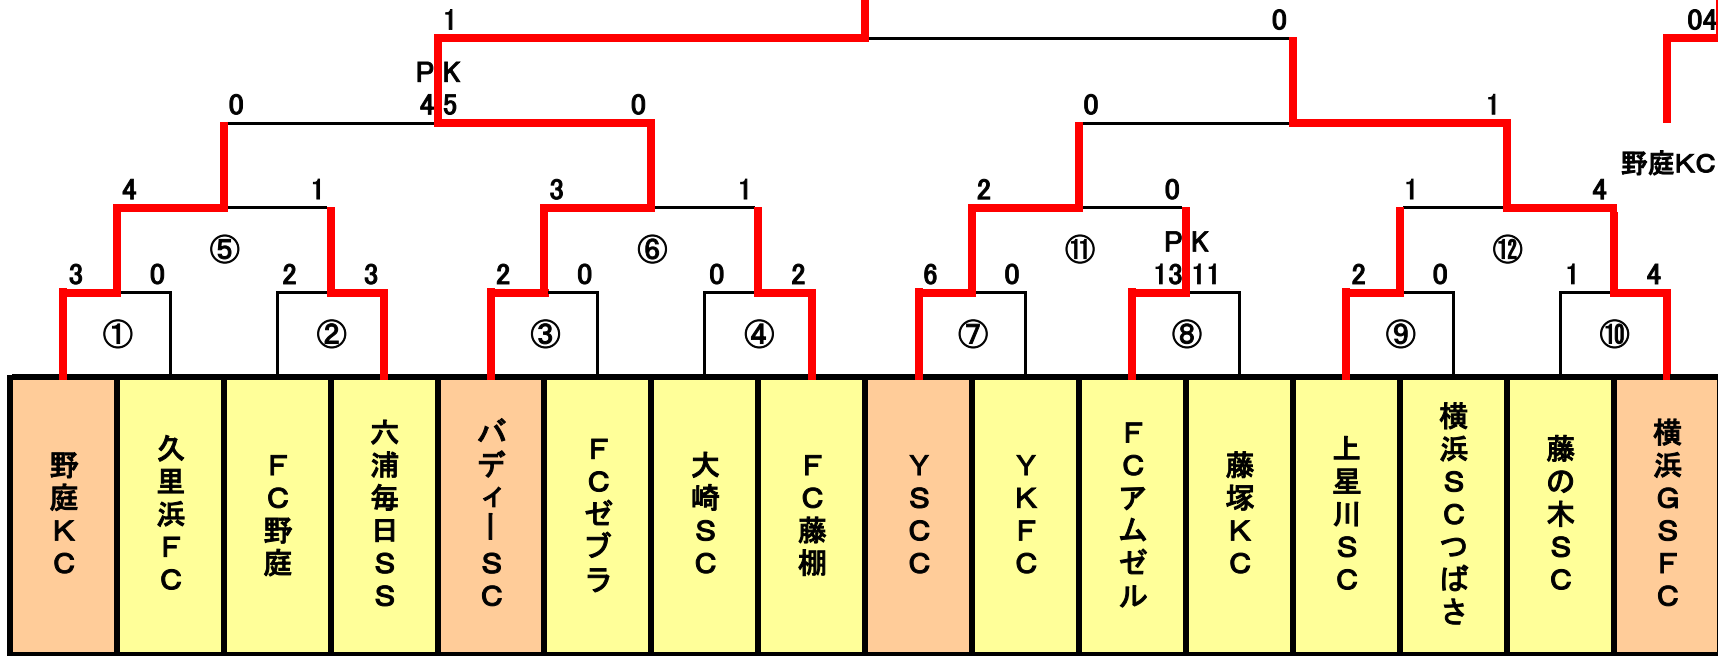 1 0 04
PK
0 45 0 0 1
野庭KC
4 1 3 1 2 0 1 4
⑤ ⑥ ⑪ PK ⑫
3 0 2 3 2 0 0 2 6 0 13 11 2 0 1 4
① ② ③ ④ ⑦ ⑧ ⑨ ⑩
野庭KC
久里浜FC
FC野庭
六浦毎日SS
バディーSC
FCゼブラ
大崎SC
FC藤棚
YSCC
YKFC
FCアムゼル
藤塚KC
上星川SC
横浜SCつばさ
藤の木SC
横浜GSFC